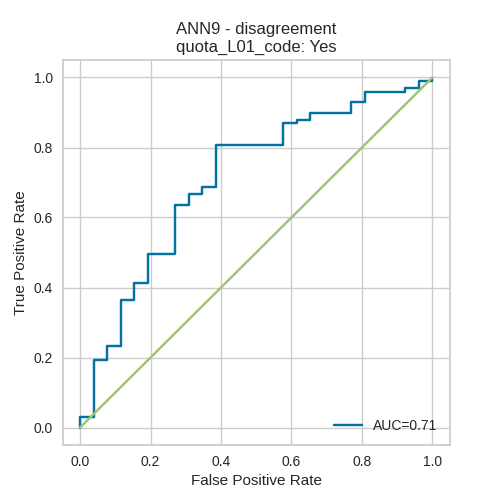 ANN9 - disagreement
quota_L01_code: Yes
1.0
0.8
0.6
0.4
0.2
0.0
True Positive Rate
AUC=0.71
0.0 0.2 0.4 0.6 0.8 1.0
False Positive Rate